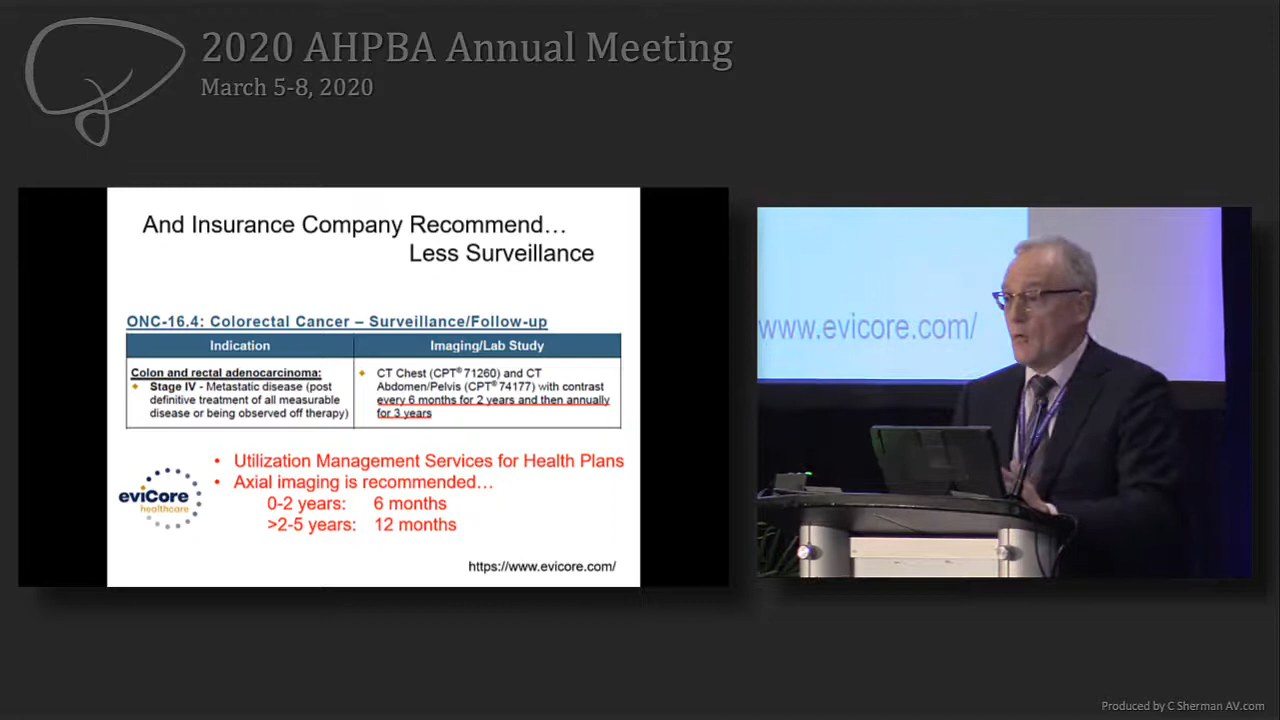 2020 AHPBA Annual Meeting
March 5-8, 2020
And Insurance Company Recommend…
Less Surveillance
ONC-16.4: Colorectal Cancer – Surveillance/Follow-up
Indication
Imaging/Lab Study
Colon and rectal adenocarcinoma:
Stage IV - Metastatic disease (post
definitive treatment of all measurable
disease or being observed off therapy)
CT Chest (CPT® 71260) and CT
Abdomen/Pelvis (CPT® 74177) with contrast
every 6 months for 2 years and then annually
for 3 years
• Utilization Management Services for Health Plans
• Axial imaging is recommended…
0-2 years: 6 months
>2-5 years: 12 months
eviCore
healthcare
https://www.evicore.com/
www.evicore.com/
Produced by C Sherman AV.com